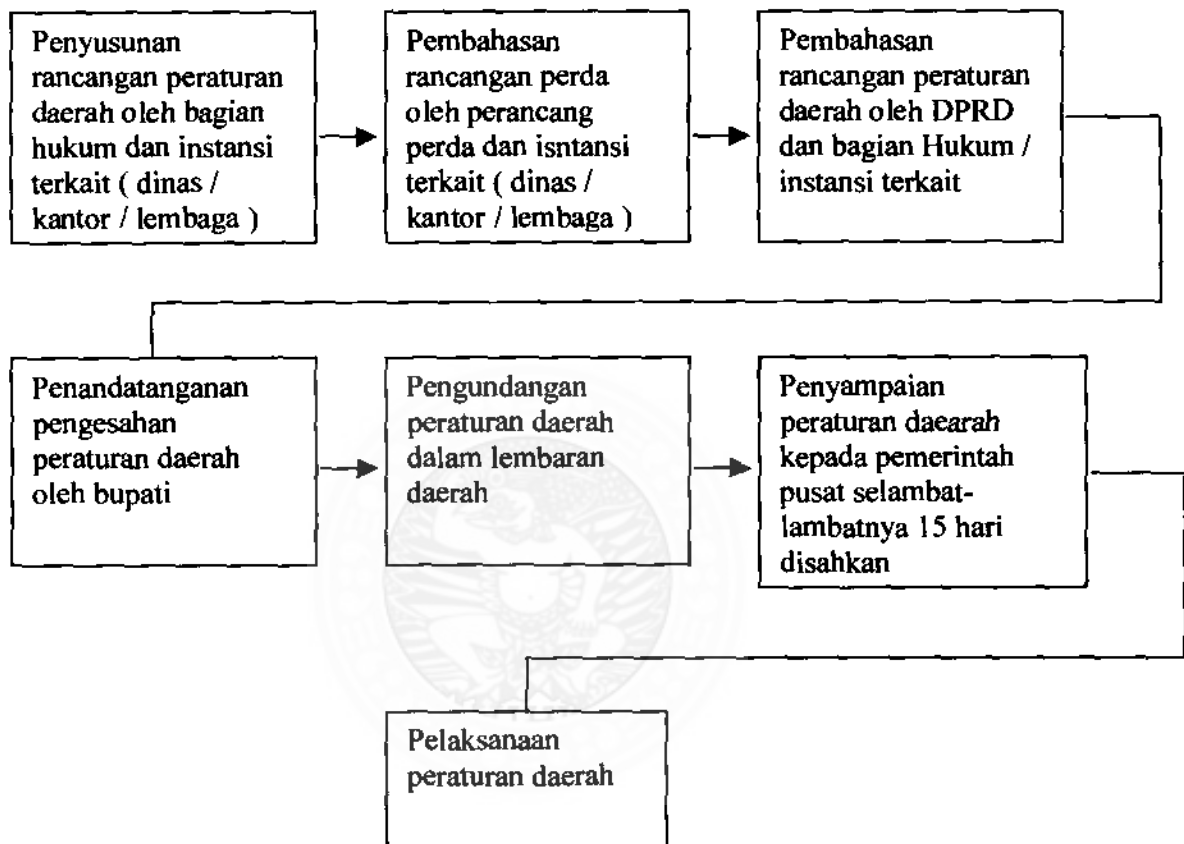 Penyusunan
rancangan peraturan
daerah oleh bagian
hukum dan instansi
terkait ( dinas /
kantor / lembaga )
Pembahasan
rancangan perda
oleh perancang
perda dan isntansi
terkait ( dinas /
kantor / lembaga )
Pembahasan
rancangan peraturan
daerah oleh DPRD
dan bagian Hukum /
instansi terkait
Penandatanganan
pengesahan
peraturan daerah
oleh bupati
Pengundangan
peraturan daerah
dalam lembaran
daerah
Penyampaian
peraturan daearah
kepada pemerintah
pusat selambat-
lambatnya 15 hari
disahkan
Pelaksanaan
peraturan daerah